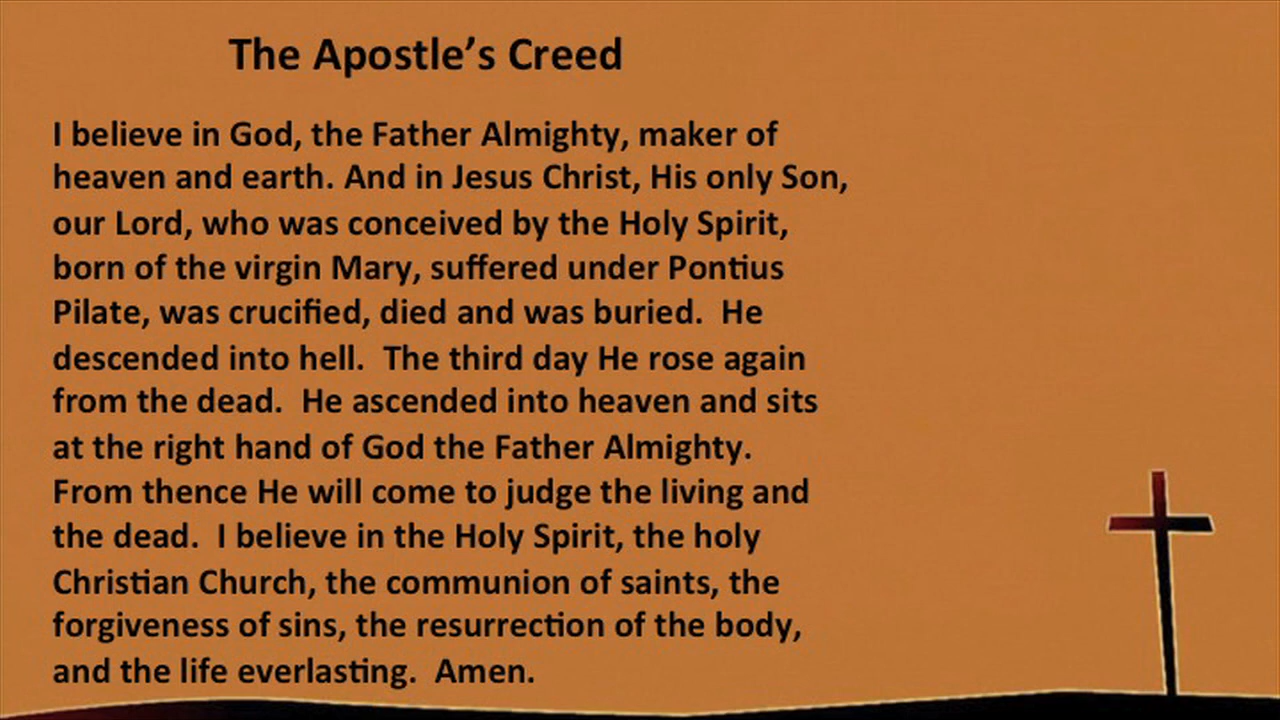 The Apostle’s Creed
I believe in God, the Father Almighty, maker of
heaven and earth. And in Jesus Christ, His only Son,
our Lord, who was conceived by the Holy Spirit,
born of the virgin Mary, suffered under Pontius
Pilate, was crucified, died and was buried.  He
descended into hell.  The third day He rose again
from the dead.  He ascended into heaven and sits
at the right hand of God the Father Almighty.
From thence He will come to judge the living and
the dead.  I believe in the Holy Spirit, the holy
Christian Church, the communion of saints, the
forgiveness of sins, the resurrection of the body,
and the life everlasting.  Amen.